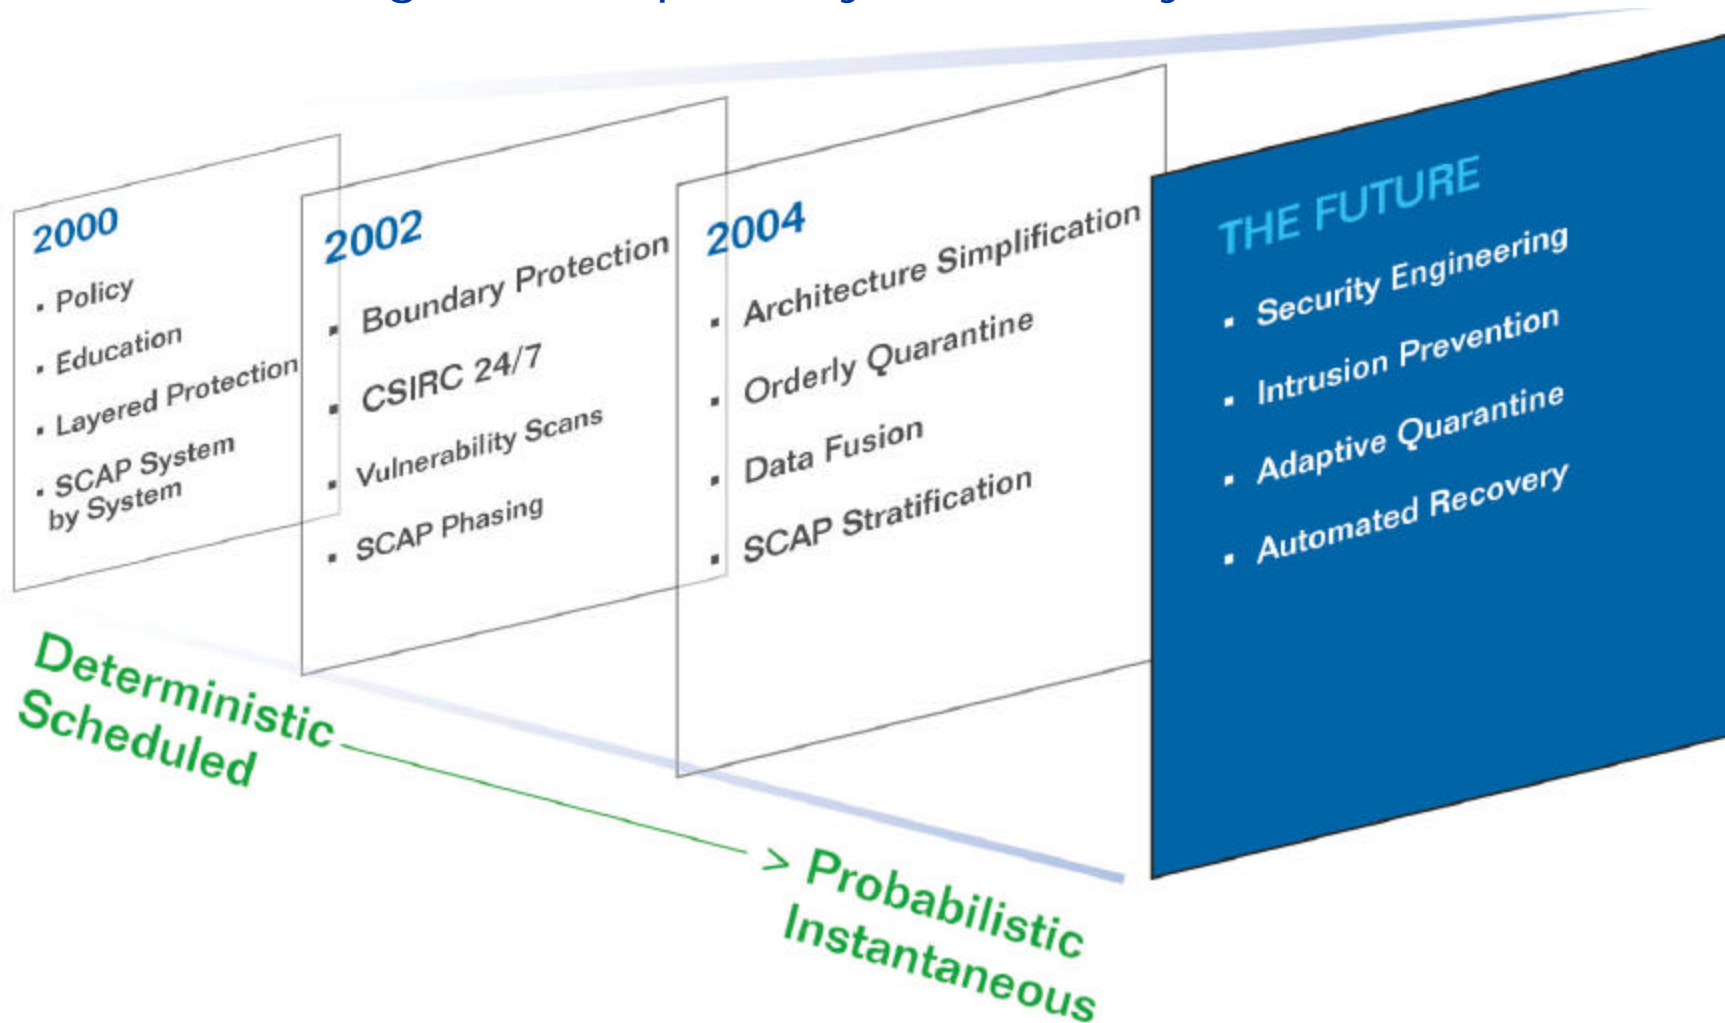 2000
▪ Policy
▪ Education
▪ Layered Protection
▪ SCAP System
by System
2002
▪ Boundary Protection
▪ CSIRC 24/7
▪ Vulnerability Scans
▪ SCAP Phasing
2004
▪ Architecture Simplification
▪ Orderly Quarantine
▪ Data Fusion
▪ SCAP Stratification
THE FUTURE
▪ Security Engineering
▪ Intrusion Prevention
▪ Adaptive Quarantine
▪ Automated Recovery
Deterministic
Scheduled
> Probabilistic
Instantaneous